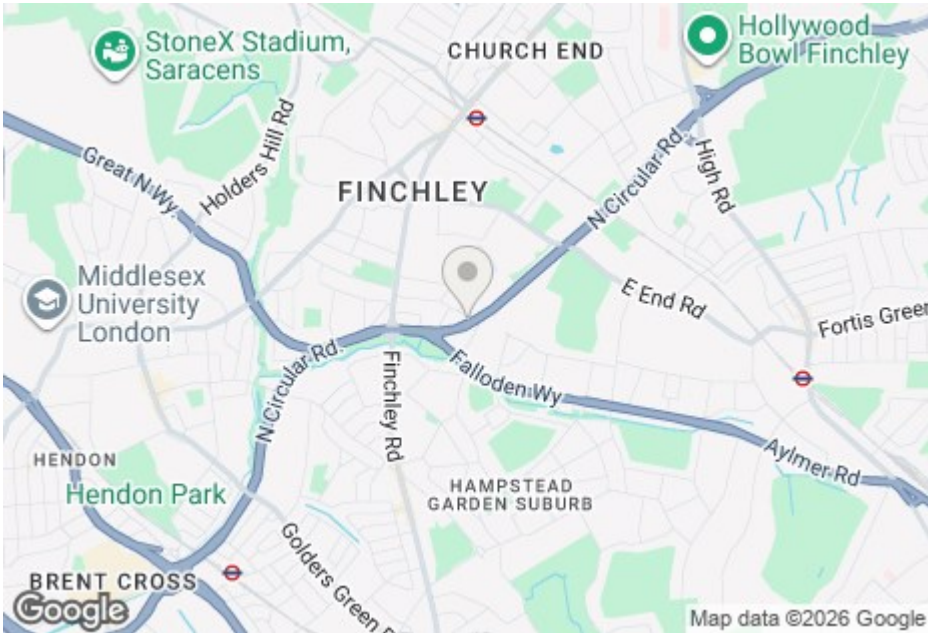 StoneX Stadium,
Saracens
CHURCH END
Hollywood
Bowl Finchley
Holders Hill Rd
Great N Wy.
FINCHLEY
N Circular Rd.
High Rd
Middlesex
University
London
E End Rd
Fortis Green
N Circular Rd.
Finchley Rd
Falloden Wy
Aylmer Rd
HENDON
Hendon Park
HAMPSTEAD
GARDEN SUBURB
Golders Green
BRENT CROSS
Google
Map data ©2026 Google